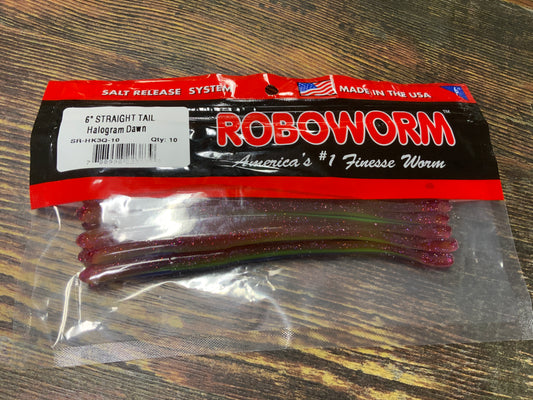 SALT RELEASE SYSTEM
MADE IN THE USA
6" STRAIGHT TAIL
Halogram Dawn
SR-HK3Q-10 Qty: 10
ROBOWORM
America's #1 Finesse Worm